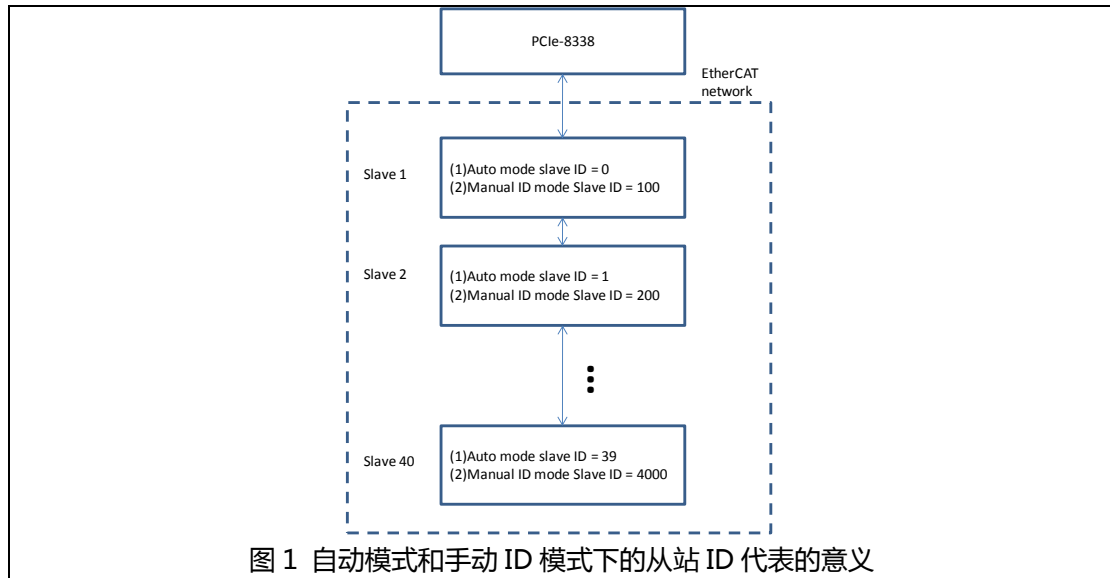 PCIe-8338
EtherCAT
network
Slave 1
(1)Auto mode slave ID = 0
(2)Manual ID mode Slave ID = 100
Slave 2
(1)Auto mode slave ID = 1
(2)Manual ID mode Slave ID = 200
Slave 40
(1)Auto mode slave ID = 39
(2)Manual ID mode Slave ID = 4000
图 1 自动模式和手动 ID 模式下的从站 ID 代表的意义